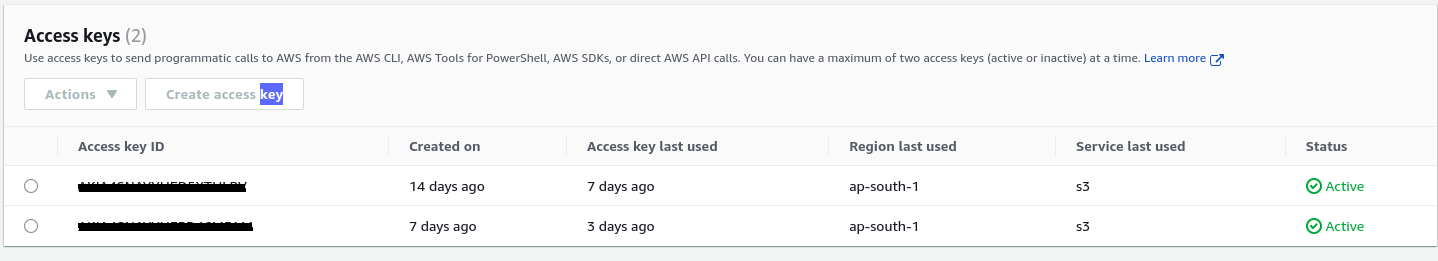 Access keys (2)
Use access keys to send programmatic calls to AWS from the AWS CLI, AWS Tools for PowerShell, AWS SDKs, or direct AWS API calls. You can have a maximum of two access keys (active or inactive) at a time. Learn more
Actions Create access key
Access key ID Created on Access key last used Region last used Service last used Status
14 days ago 7 days ago ap-south-1 s3 Active
7 days ago 3 days ago ap-south-1 s3 Active